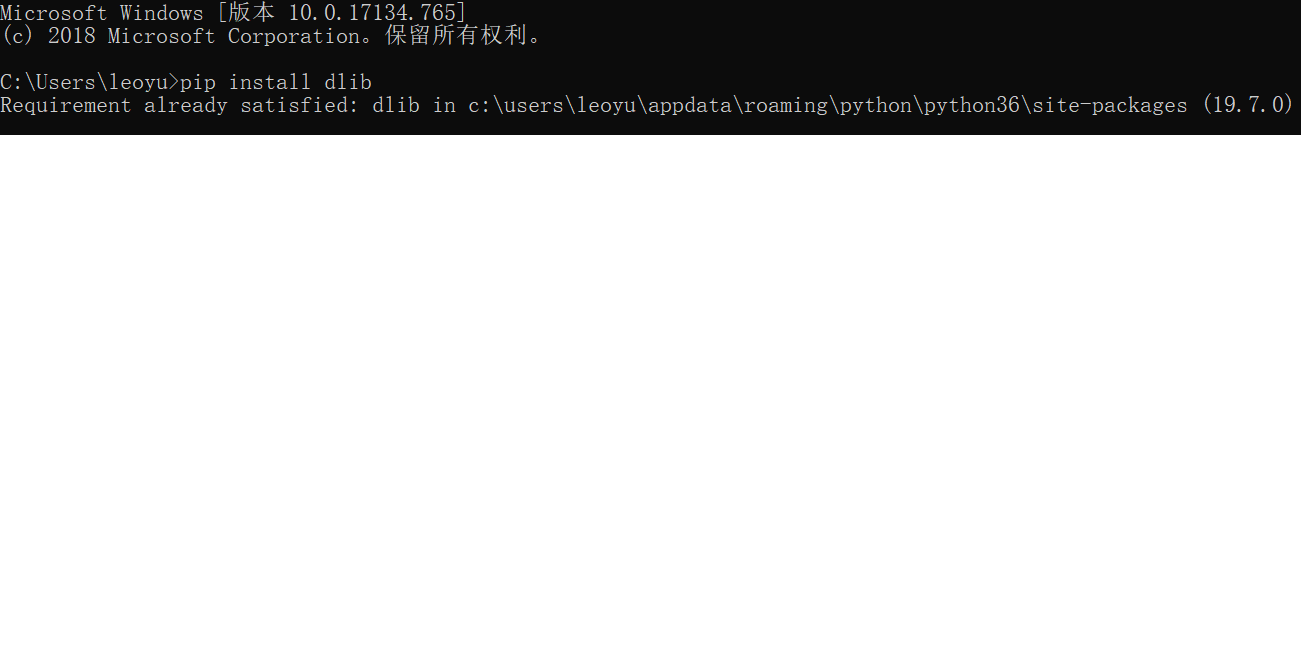 Microsoft Windows [版本 10.0.17134.765]
(c) 2018 Microsoft Corporation。保留所有权利。
C:\Users\leoyu>pip install dlib
Requirement already satisfied: dlib in c:\users\leoyu\appdata\roaming\python\python36\site-packages (19.7.0)